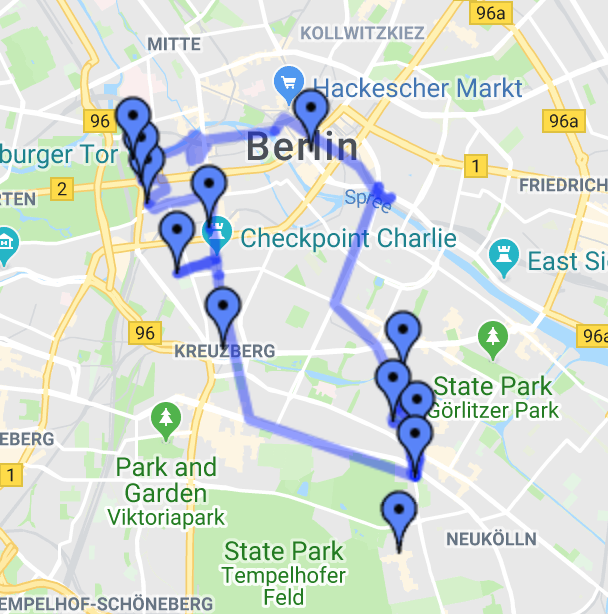 96a
MITTE
KOLLWITZKIEZ
Hackescher Markt
96
96a
burger Tor
Berlin
1
2
FRIEDRICH
RTEN
Spree
Checkpoint Charlie
East Si
96
96a
KREUZBERG
State Park
Görlitzer Park
EBERG
1
Park and
Garden
Viktoriapark
State Park
Tempelhofer
Feld
NEUKÖLLN
EMPELHOF-SCHÖNEBERG